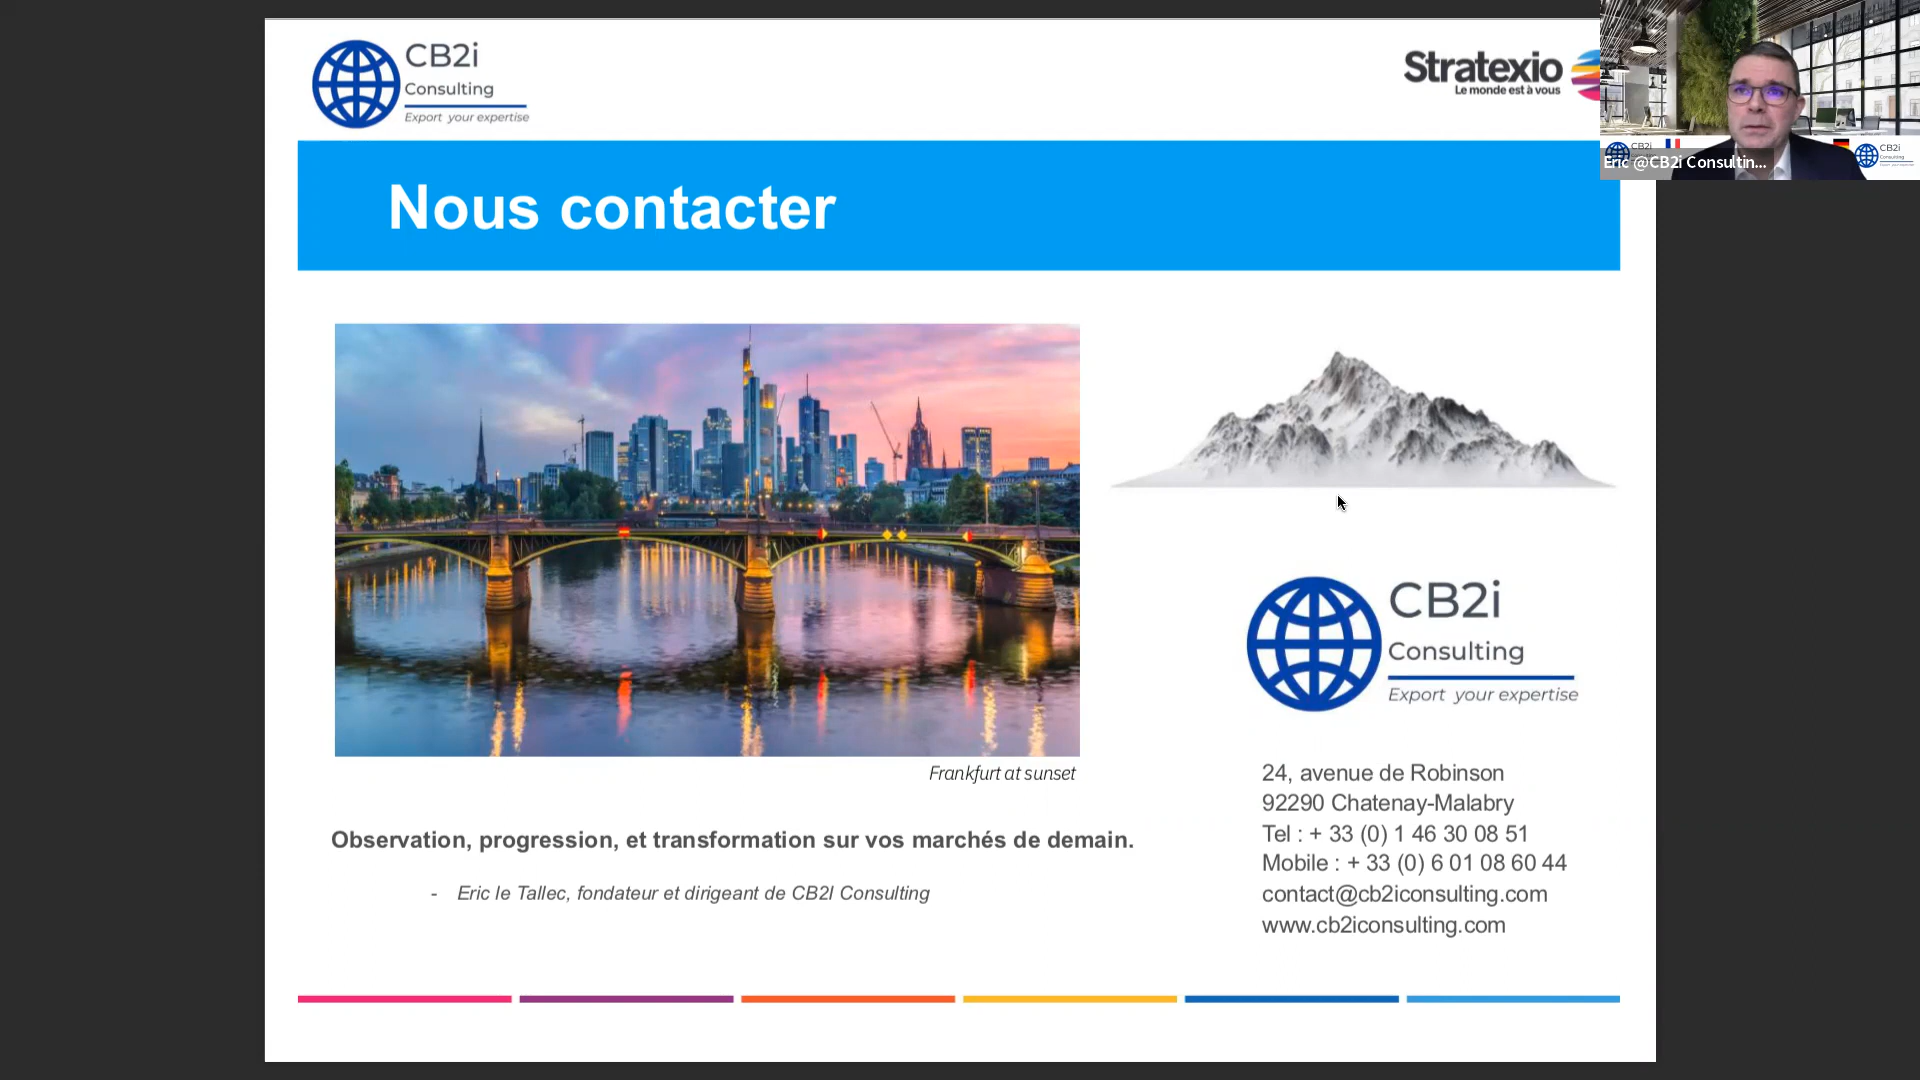 CB2i
Consulting
Export your expertise
Stratexio
Le monde est à vous
CB2i
CB2i
Consulting
Eric @CB2i Consultin...
Nous contacter
Frankfurt at sunset
CB2i
Consulting
Export your expertise
24, avenue de Robinson
92290 Chatenay-Malabry
Tel : + 33 (0) 1 46 30 08 51
Mobile : + 33 (0) 6 01 08 60 44
contact@cb2iconsulting.com
www.cb2iconsulting.com
Observation, progression, et transformation sur vos marchés de demain.
- Eric le Tallec, fondateur et dirigeant de CB2I Consulting